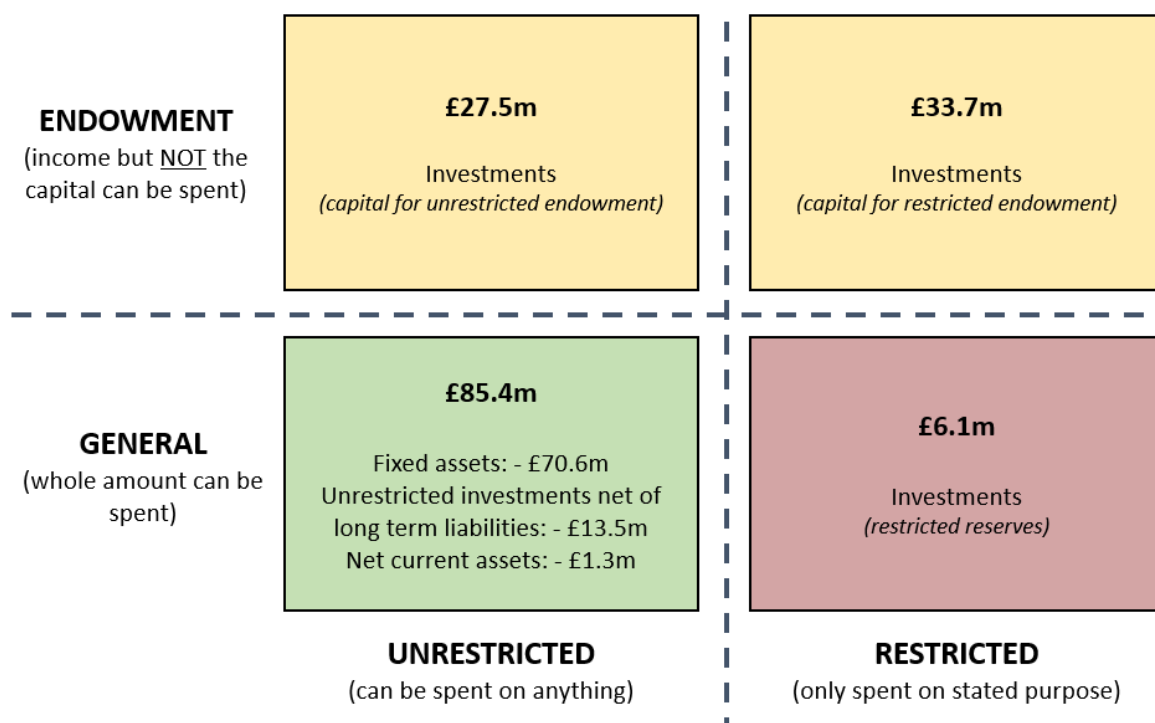 ENDOWMENT
(income but NOT the
capital can be spent)
£27.5m
Investments
(capital for unrestricted endowment)
£33.7m
Investments
(capital for restricted endowment)
GENERAL
(whole amount can be
spent)
£85.4m
Fixed assets: - £70.6m
Unrestricted investments net of
long term liabilities: - £13.5m
Net current assets: - £1.3m
£6.1m
Investments
(restricted reserves)
UNRESTRICTED
(can be spent on anything)
RESTRICTED
(only spent on stated purpose)